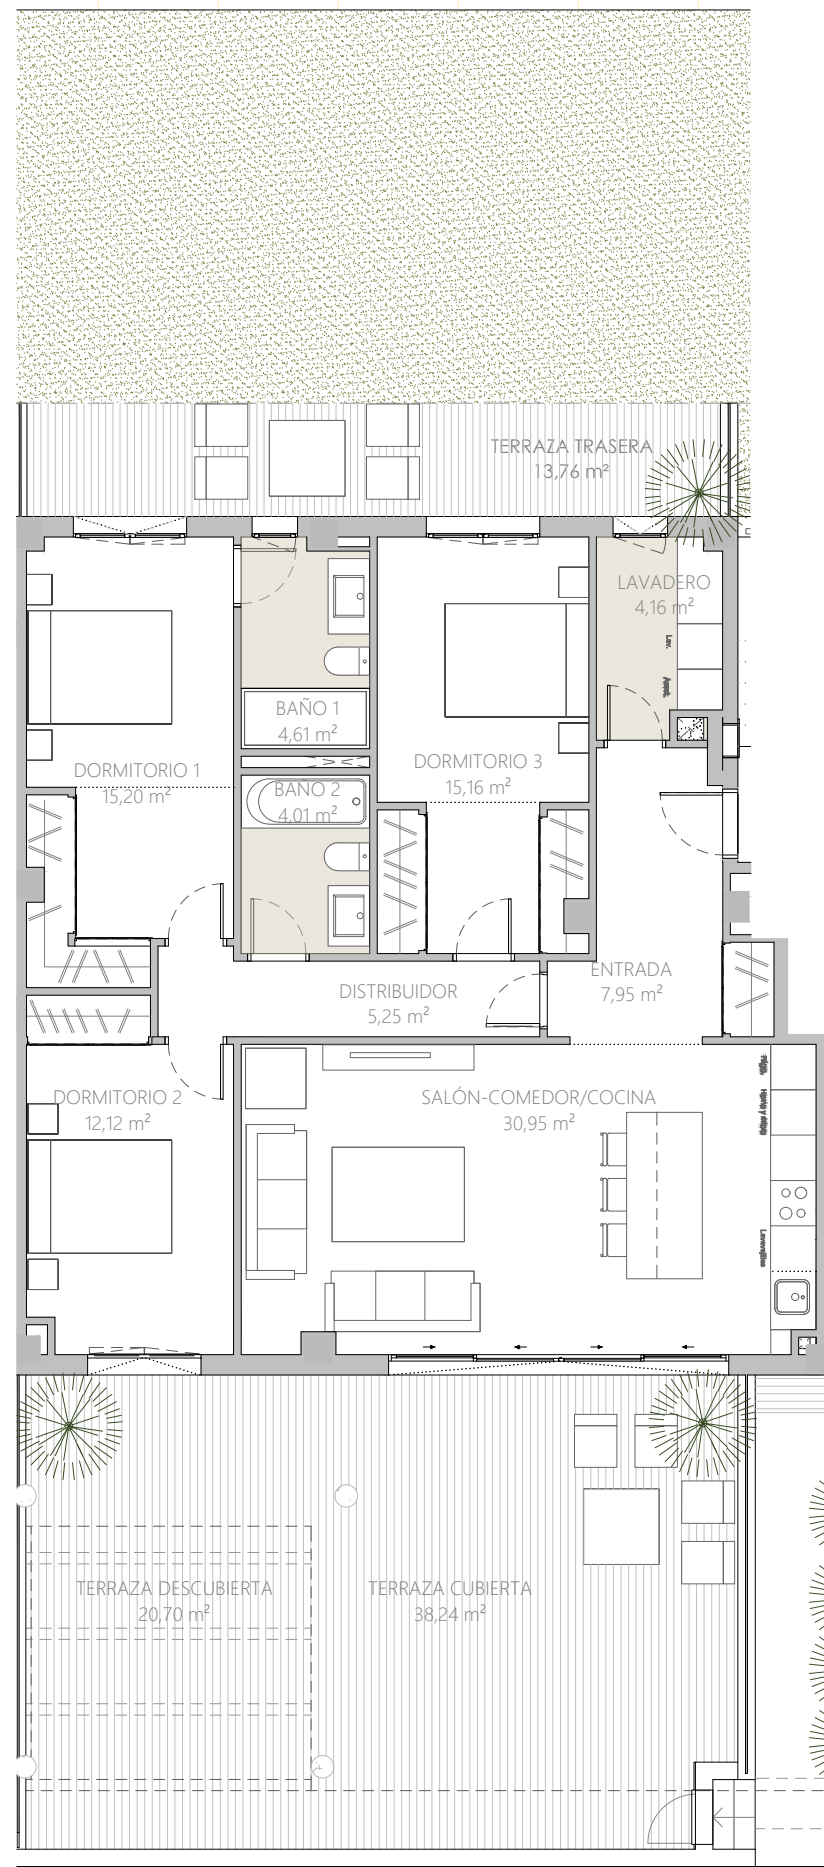 TERRAZA TRASERA
13,76 m²
LAVADERO
4,16 m²
Lav.
BAÑO 1
4,61 m²
DORMITORIO 1
15,20 m²
DORMITORIO 3
15,16 m²
BAÑO 2
4,01 m²
ENTRADA
7,95 m²
DISTRIBUIDOR
5,25 m²
DORMITORIO 2
12,12 m²
SALÓN-COMEDOR/COCINA
30,95 m²
Lavavajillas
TERRAZA DESCUBIERTA
20,70 m²
TERRAZA CUBIERTA
38,24 m²